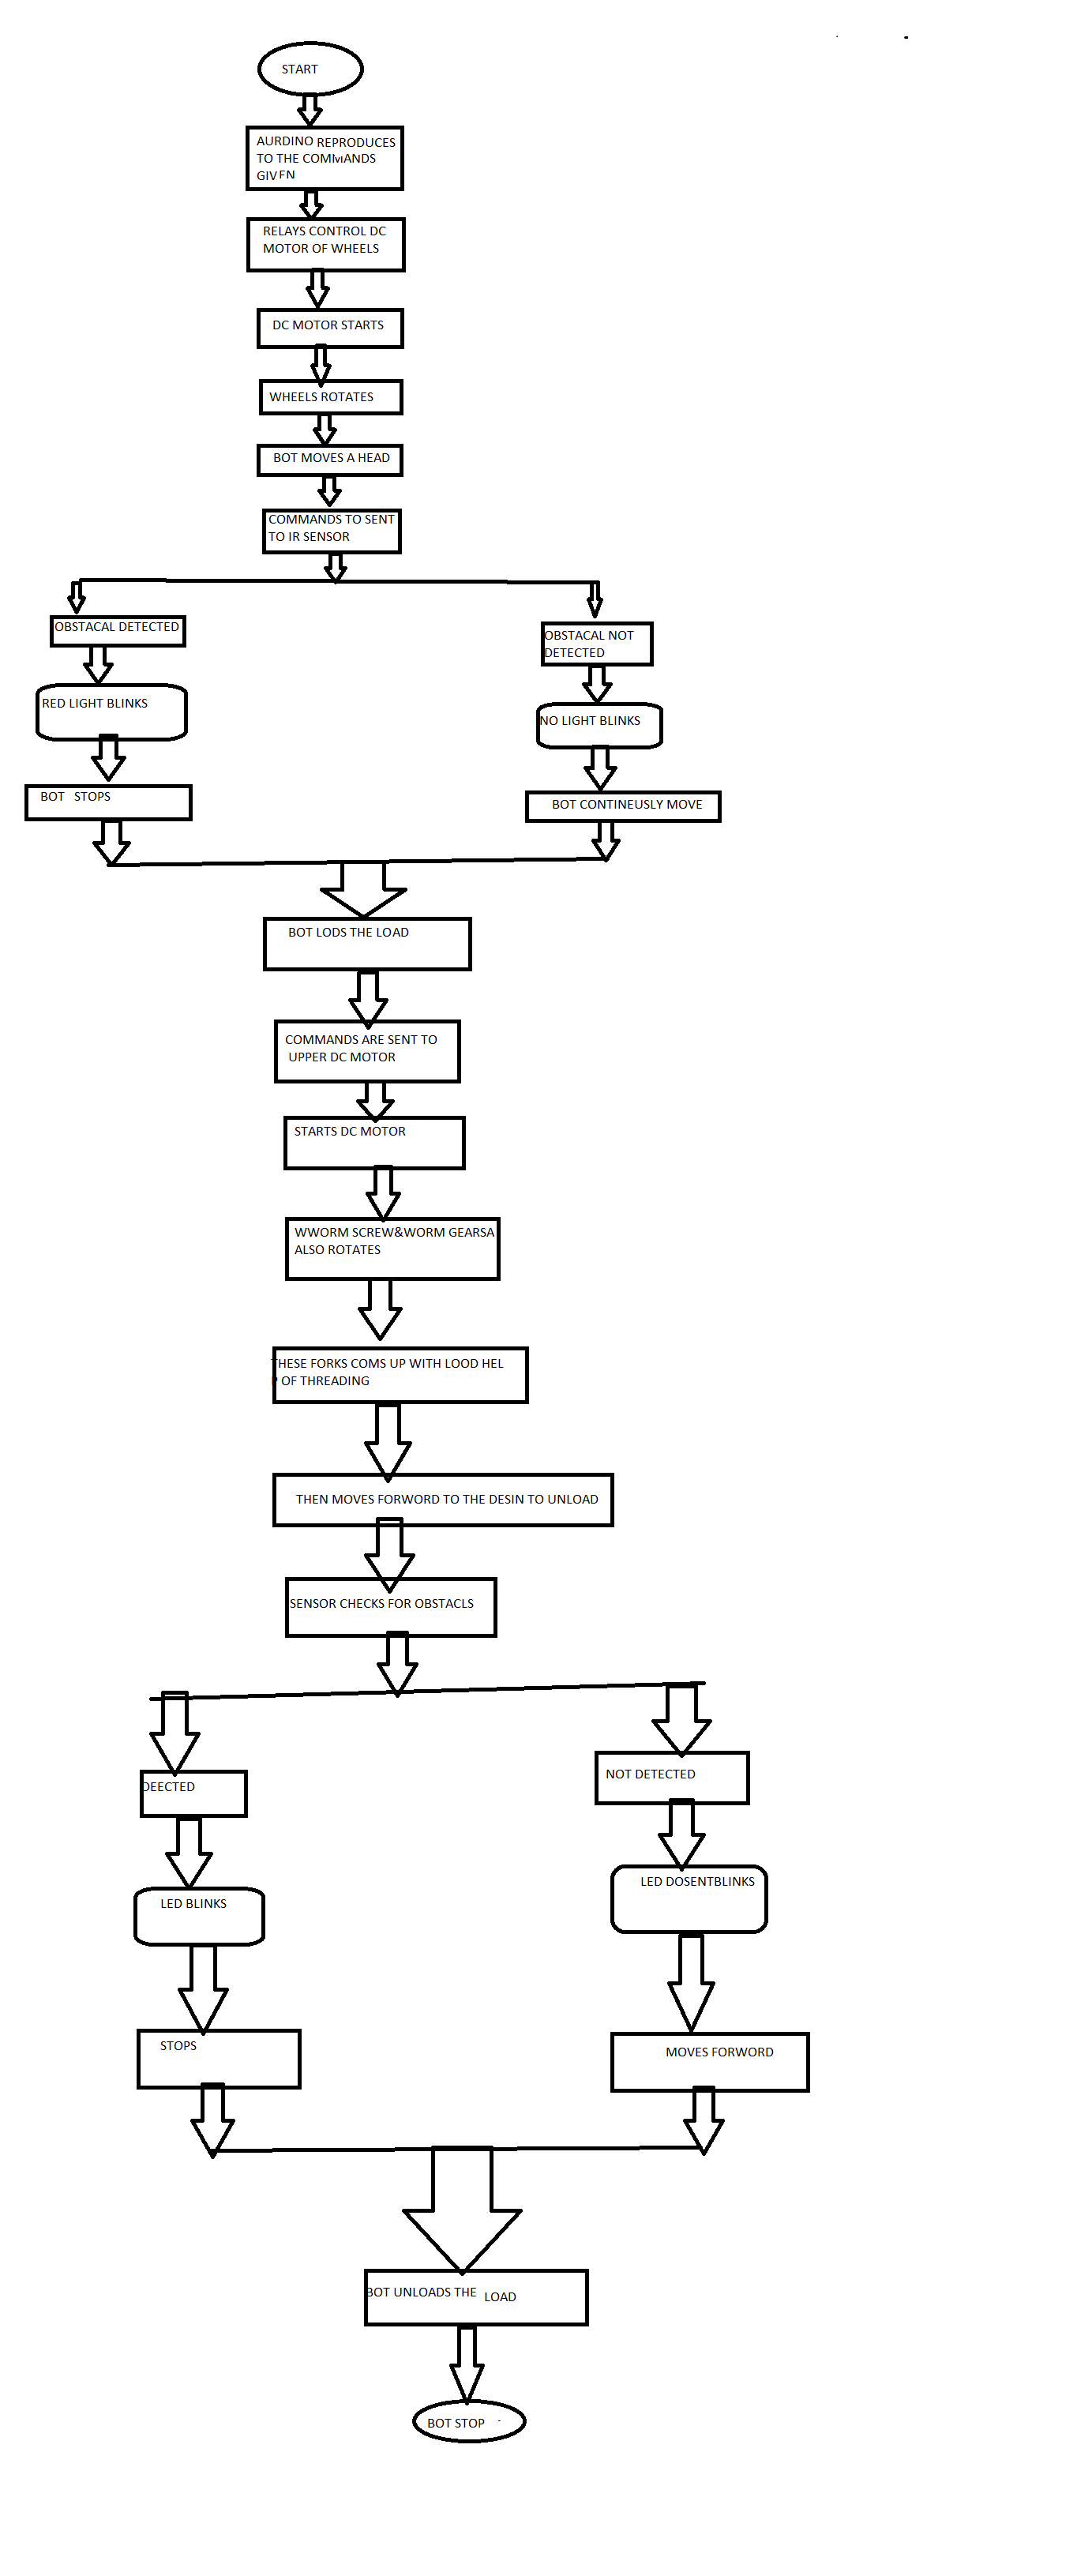 START
AURDINO REPRODUCES
TO THE COMMANDS
GIVEN
RELAYS CONTROL DC
MOTOR OF WHEELS
DC MOTOR STARTS
WHEELS ROTATES
BOT MOVES A HEAD
COMMANDS TO SENT
TO IR SENSOR
OBSTACAL DETECTED
OBSTACAL NOT
DETECTED
RED LIGHT BLINKS
NO LIGHT BLINKS
BOT STOPS
BOT CONTINEUSLY MOVE
BOT LODS THE LOAD
COMMANDS ARE SENT TO
UPPER DC MOTOR
STARTS DC MOTOR
WWORM SCREW&WORM GEARSA
ALSO ROTATES
THESE FORKS COMS UP WITH LOOD HEL
P OF THREADING
THEN MOVES FORWORD TO THE DESIN TO UNLOAD
SENSOR CHECKS FOR OBSTACLS
DEECTED
NOT DETECTED
LED BLINKS
LED DOSENTBLINKS
STOPS
MOVES FORWORD
BOT UNLOADS THE LOAD
BOT STOP